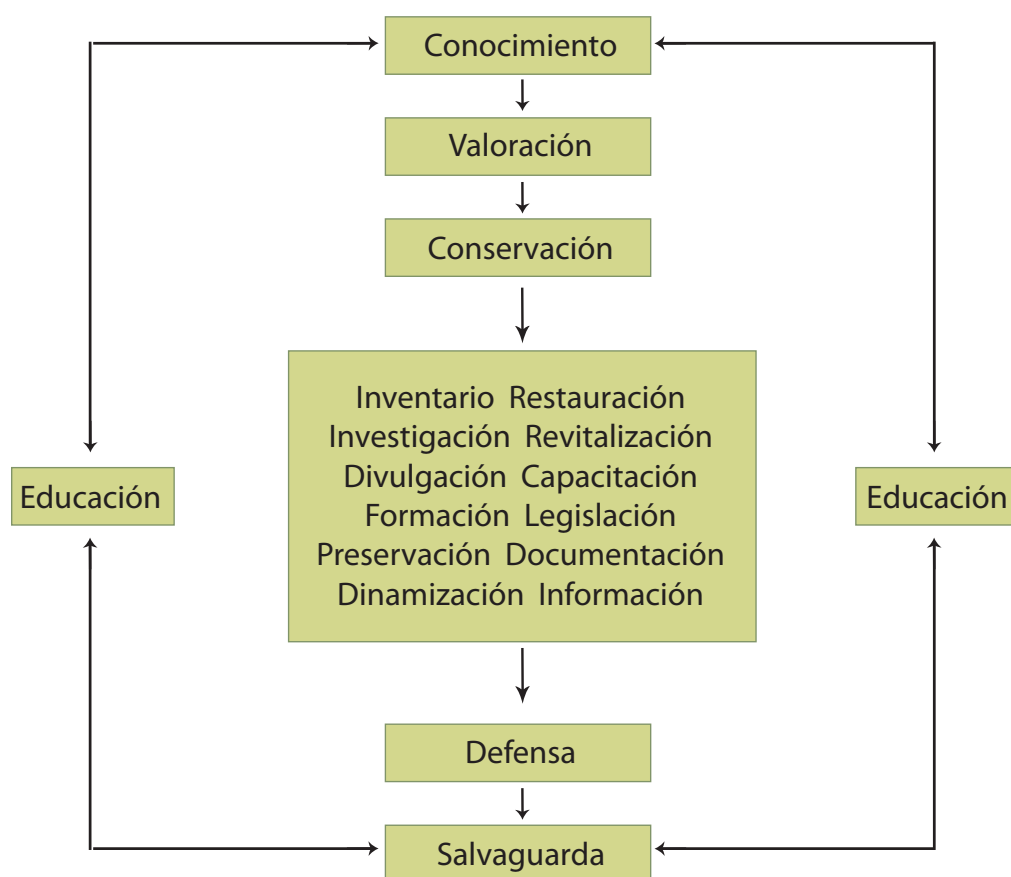 Conocimiento
Valoración
Conservación
Inventario Restauración
Investigación Revitalización
Divulgación Capacitación
Formación Legislación
Preservación Documentación
Dinamización Información
Educación
Educación
Defensa
Salvaguarda